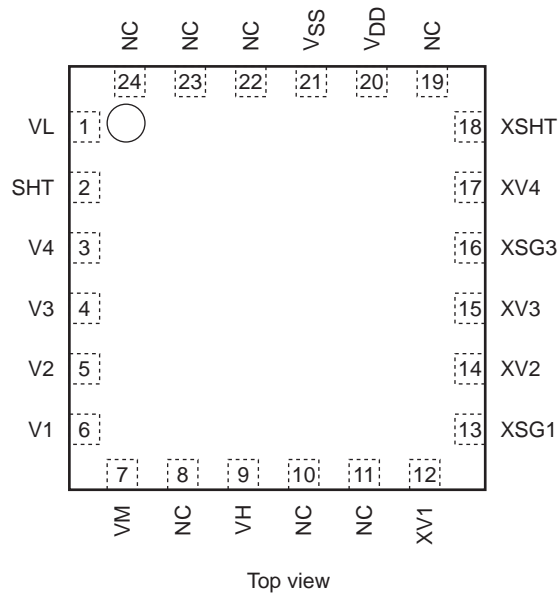 NC NC NC VSS VDD NC
24 23 22 21 20 19
VL 1 18 XSHT
SHT 2 17 XV4
V4 3 16 XSG3
V3 4 15 XV3
V2 5 14 XV2
V1 6 13 XSG1
7 8 9 10 11 12
VM NC VH NC NC XV1
Top view